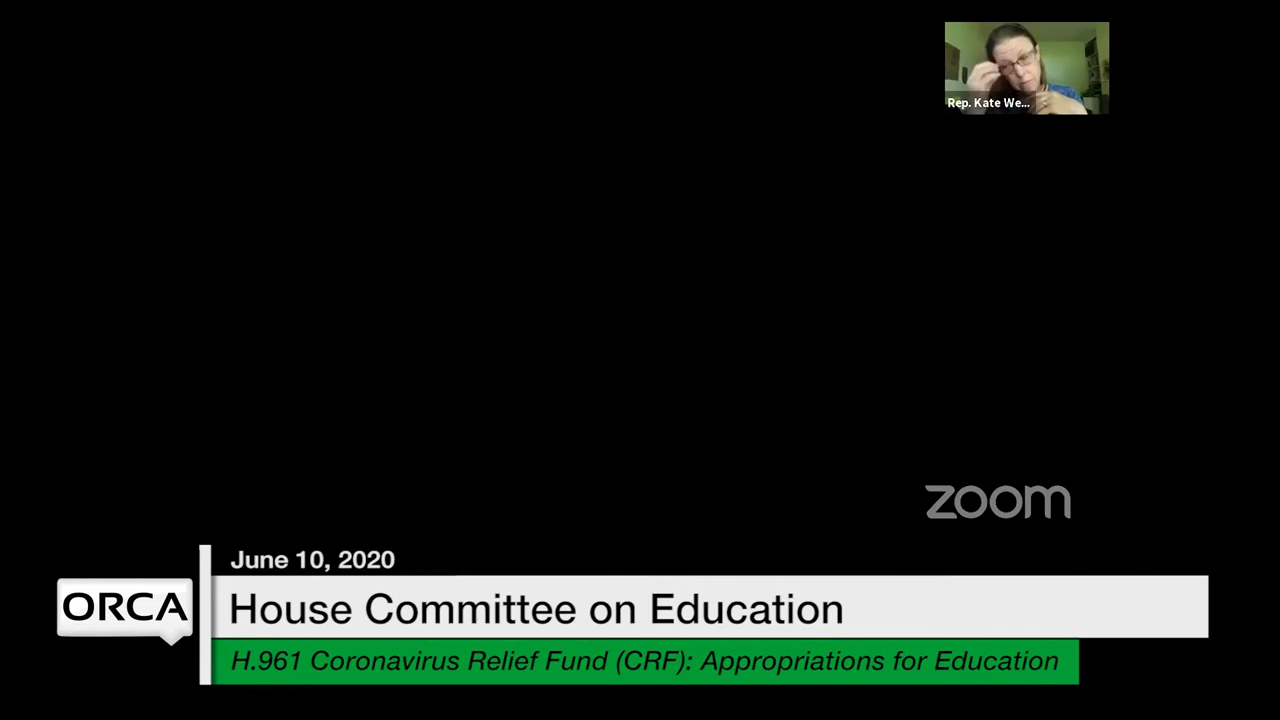 Rep. Kate We...
zoom
June 10, 2020
ORCA
House Committee on Education
H.961 Coronavirus Relief Fund (CRF): Appropriations for Education